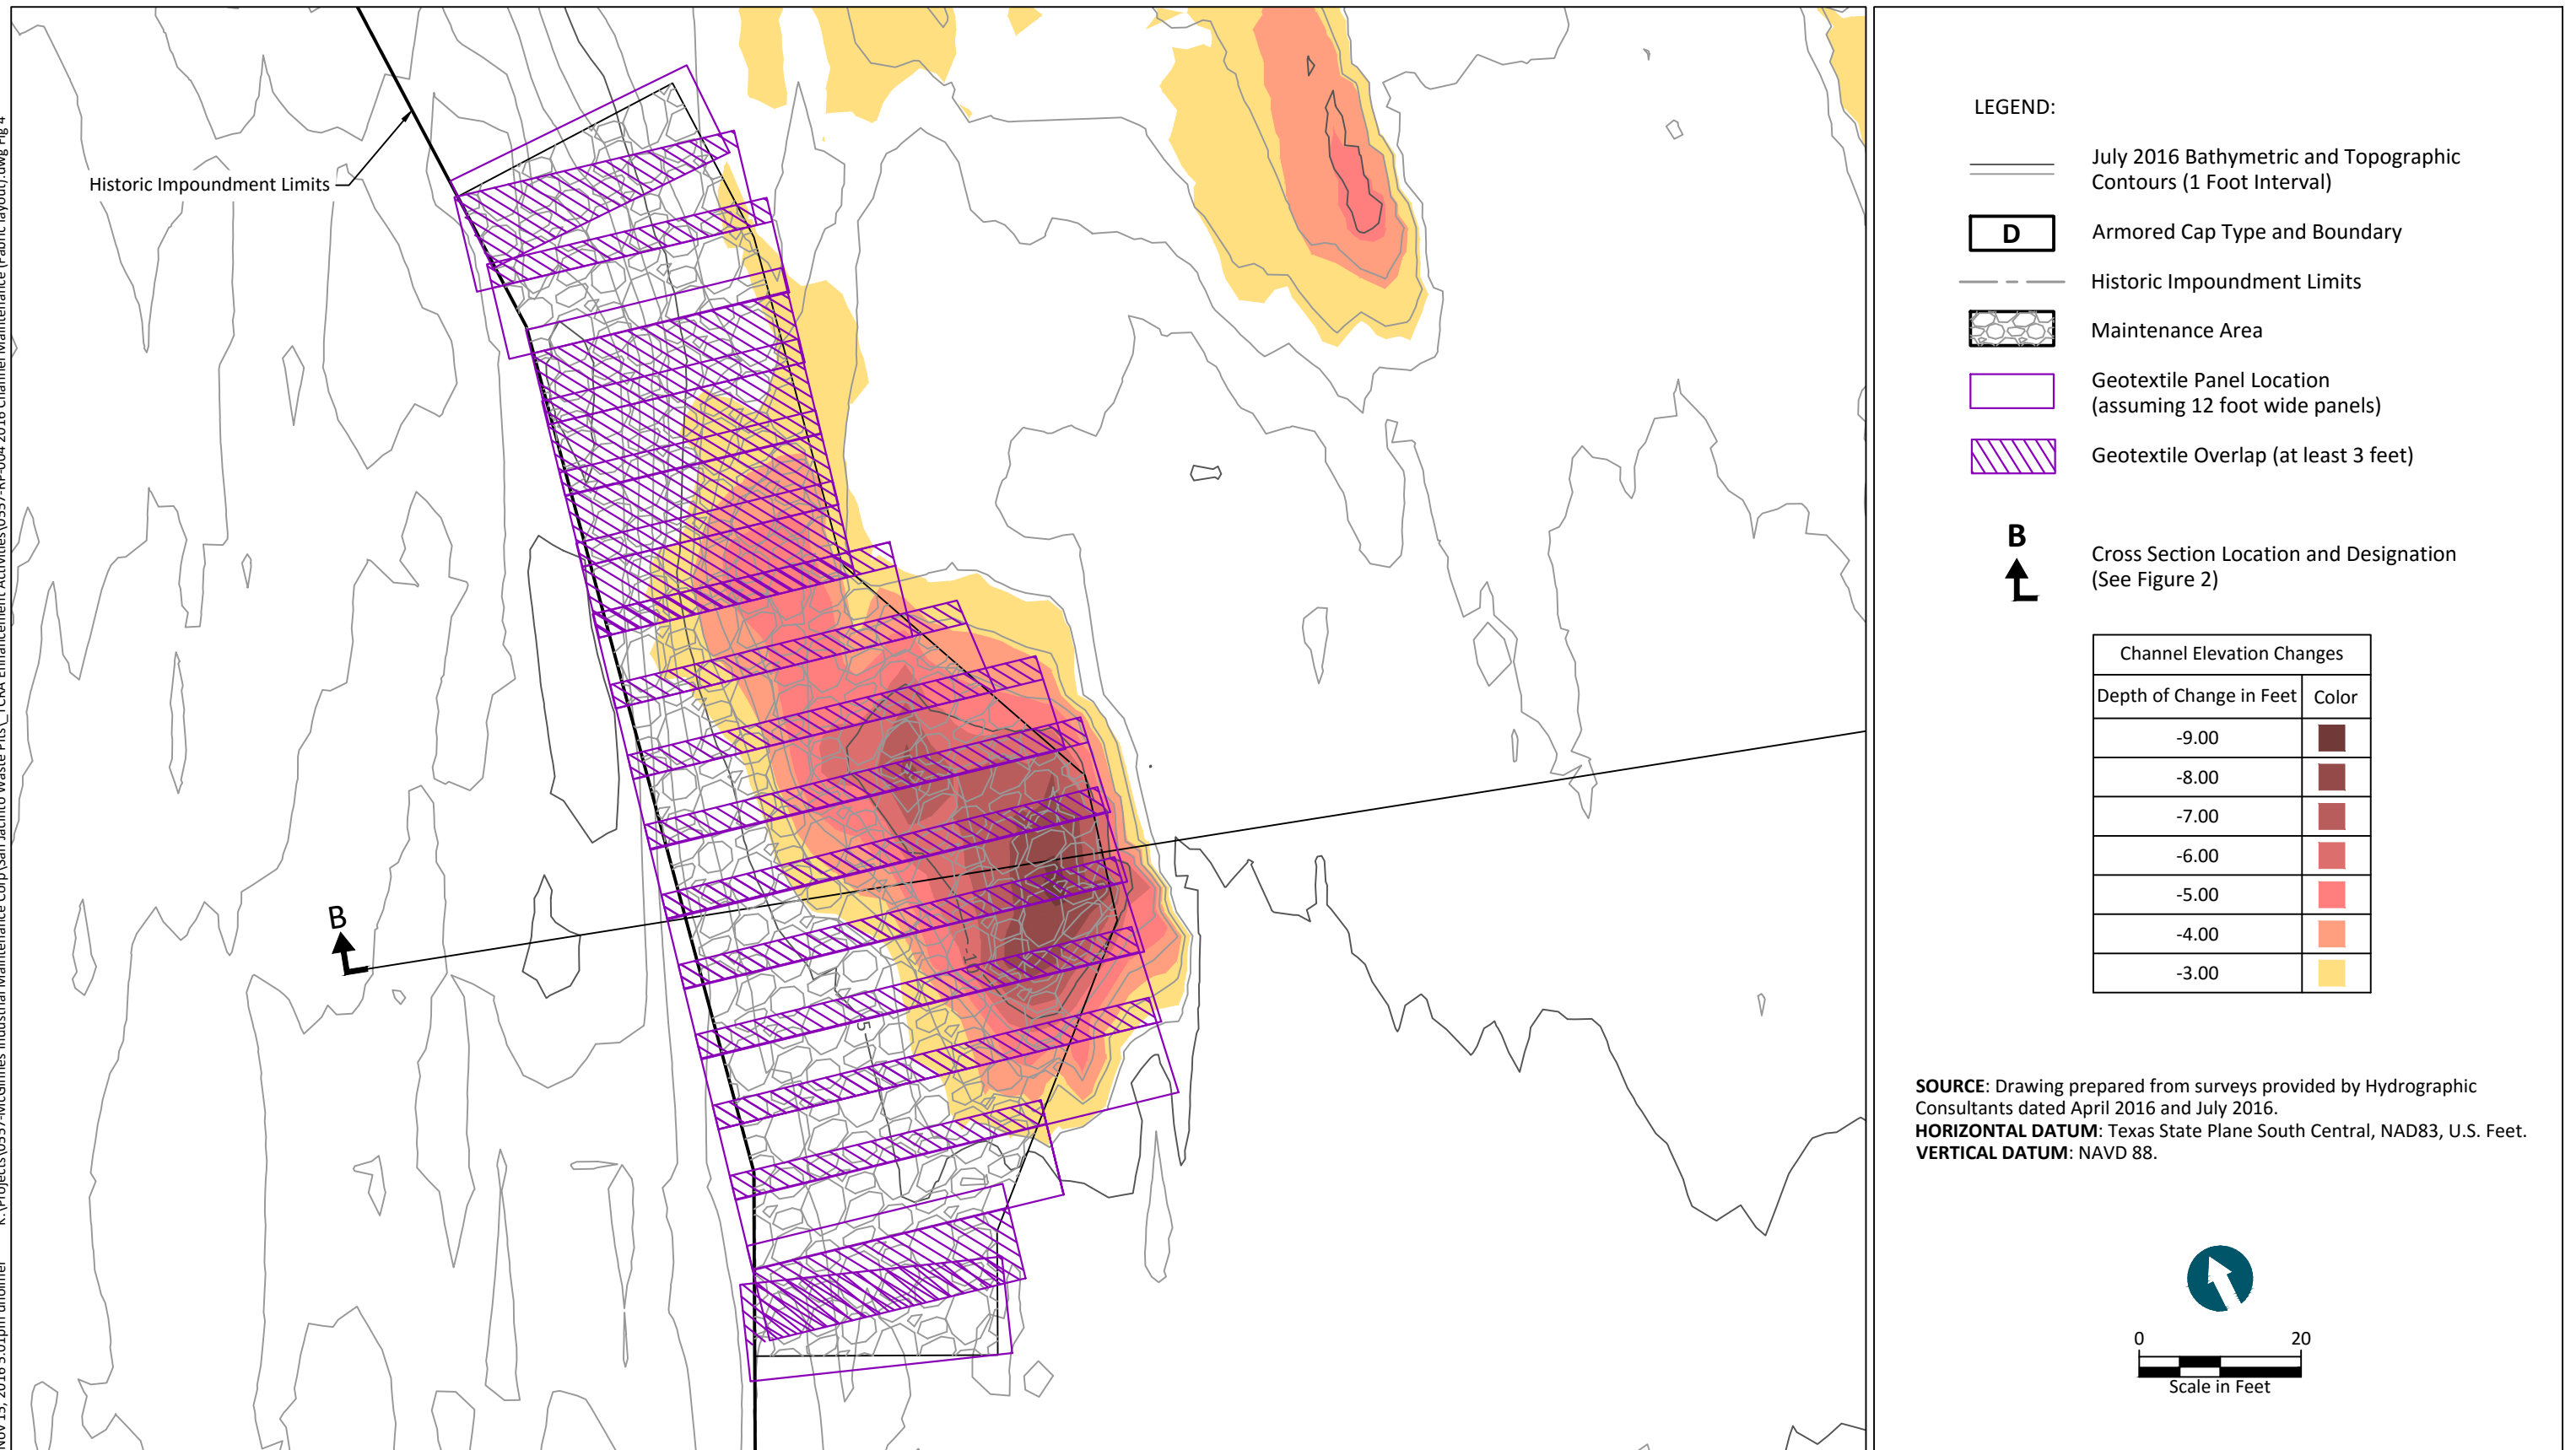 Historic Impoundment Limits
B
-10
-5
LEGEND:
July 2016 Bathymetric and Topographic
Contours (1 Foot Interval)
D
Armored Cap Type and Boundary
Historic Impoundment Limits
Maintenance Area
Geotextile Panel Location
(assuming 12 foot wide panels)
Geotextile Overlap (at least 3 feet)
B
Cross Section Location and Designation
(See Figure 2)
Channel Elevation Changes
Depth of Change in Feet Color
-9.00
-8.00
-7.00
-6.00
-5.00
-4.00
-3.00
SOURCE: Drawing prepared from surveys provided by Hydrographic
Consultants dated April 2016 and July 2016.
HORIZONTAL DATUM: Texas State Plane South Central, NAD83, U.S. Feet.
VERTICAL DATUM: NAVD 88.
0 20
Scale in Feet